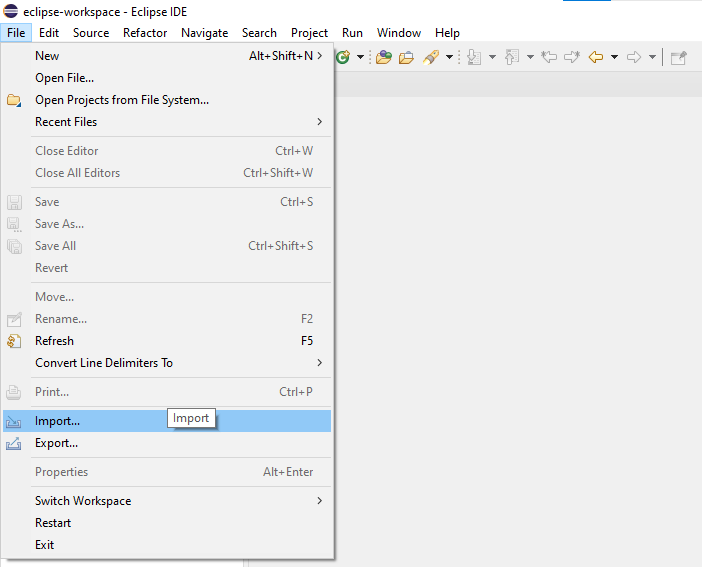 eclipse-workspace - Eclipse IDE
File Edit Source Refactor Navigate Search Project Run Window Help
New Alt+Shift+N
Open File...
Open Projects from File System...
Recent Files
Close Editor Ctrl+W
Close All Editors Ctrl+Shift+W
Save Ctrl+S
Save As...
Save All Ctrl+Shift+S
Revert
Move...
Rename... F2
Refresh F5
Convert Line Delimiters To
Print... Ctrl+P
Import... Import
Export...
Properties Alt+Enter
Switch Workspace
Restart
Exit